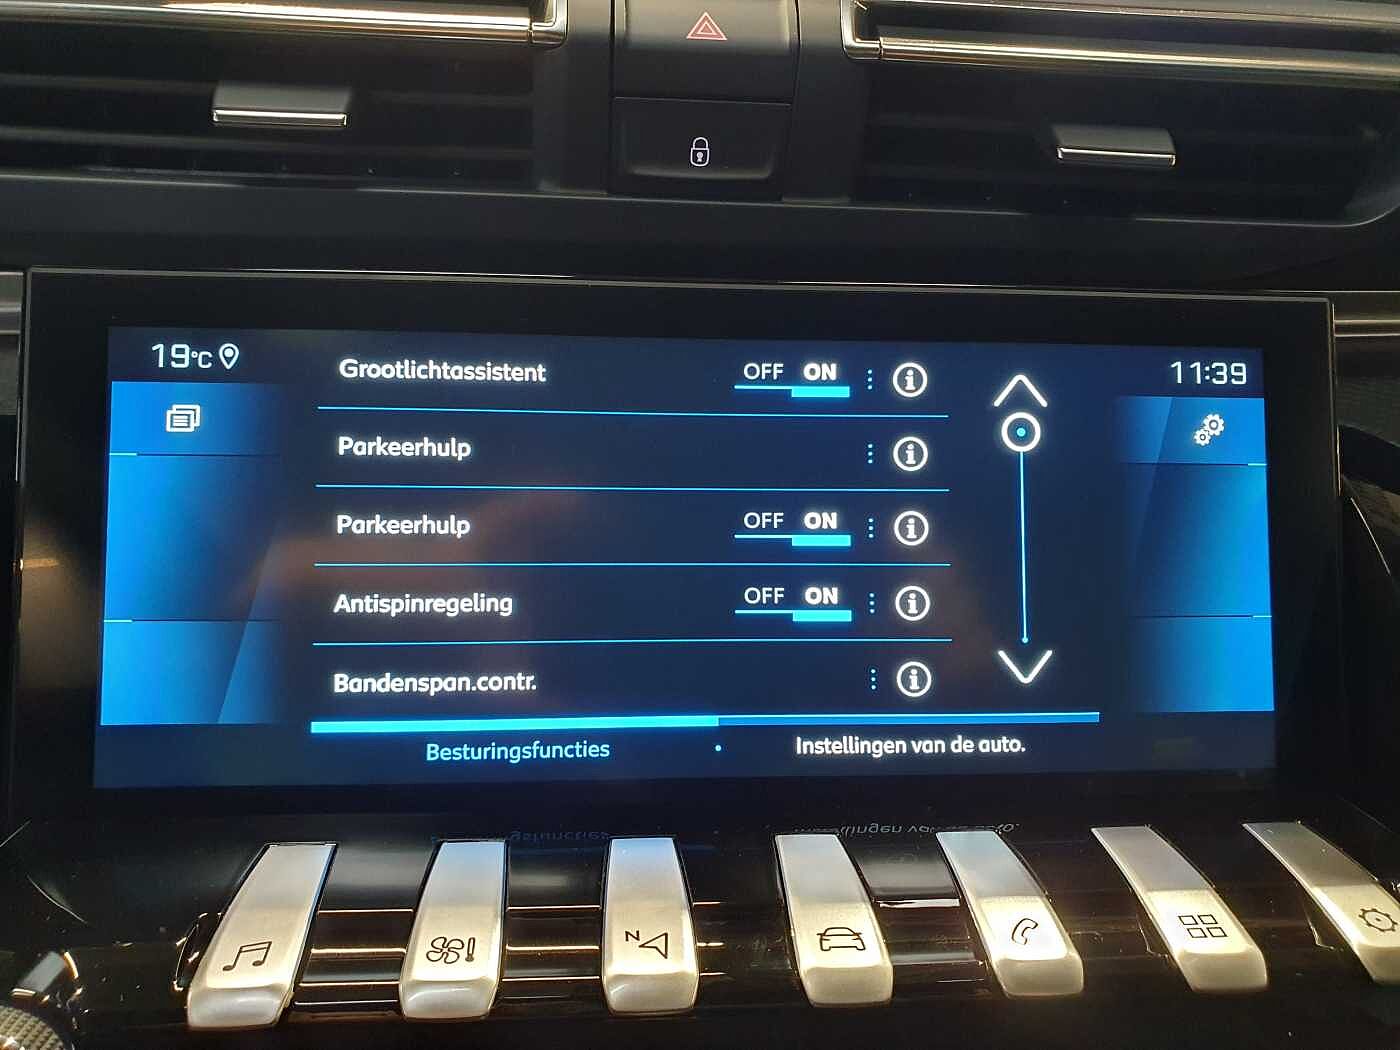 19°C
11:39
Grootlichtassistent OFF ON
Parkeerhulp
Parkeerhulp OFF ON
Antispinregeling OFF ON
Bandenspan.contr.
Besturingsfuncties
Instellingen van de auto.
N